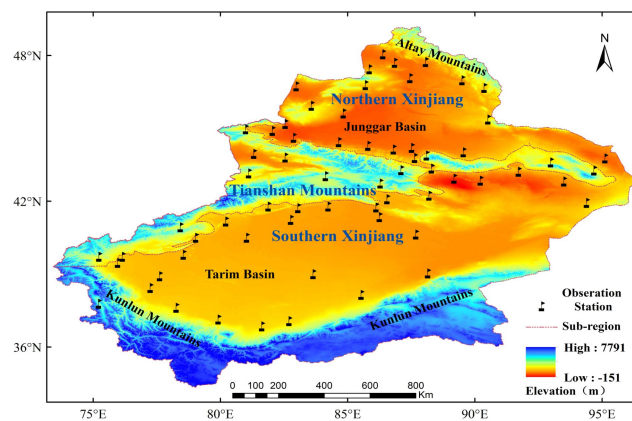 48°N
42°N
36°N
Altay Mountains
N
Northern Xinjiang
Junggar Basin
Tianshan Mountains
Southern Xinjiang
Tarim Basin
Kunlun Mountains
Kunlun Mountains
Obseration
Station
Sub-region
High : 7791
Low : -151
Elevation（m）
0 100 200 400 600 800
Km
75°E 80°E 85°E 90°E 95°E